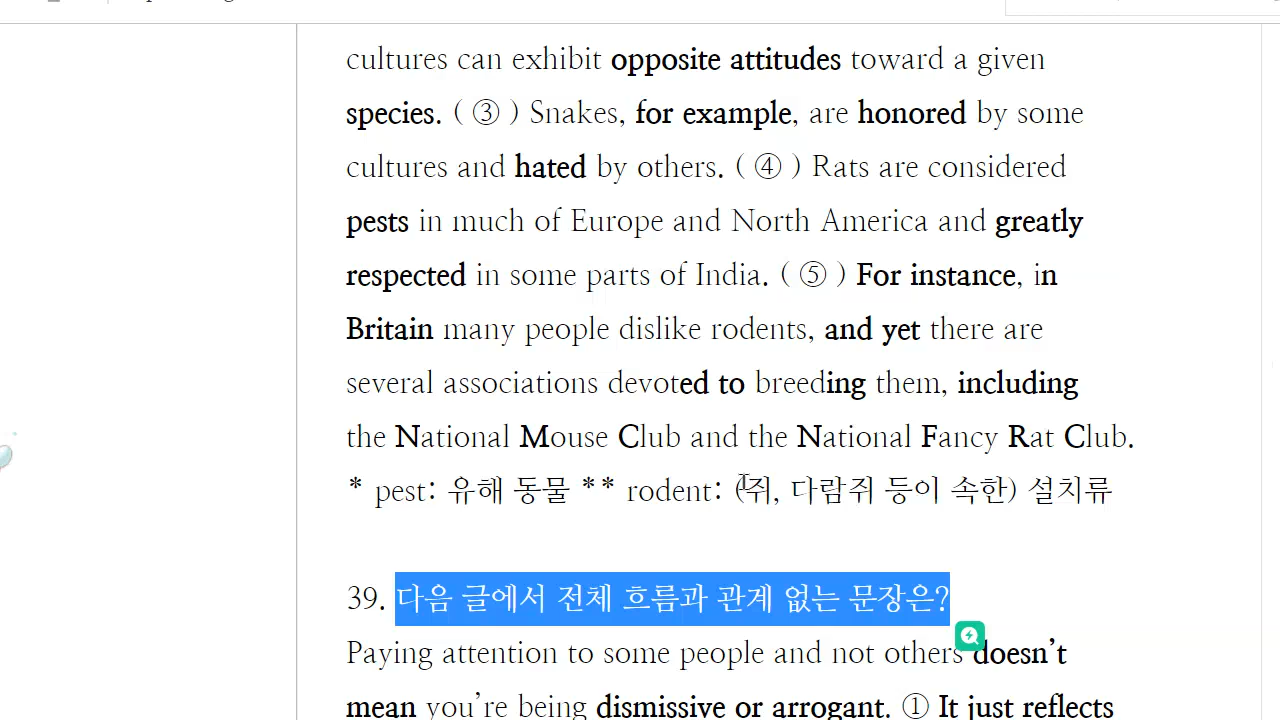 cultures can exhibit opposite attitudes toward a given
species. ( ③ ) Snakes, for example, are honored by some
cultures and hated by others. ( ④ ) Rats are considered
pests in much of Europe and North America and greatly
respected in some parts of India. ( ⑤ ) For instance, in
Britain many people dislike rodents, and yet there are
several associations devoted to breeding them, including
the National Mouse Club and the National Fancy Rat Club.
* pest: 유해 동물 ** rodent: (쥐, 다람쥐 등이 속한) 설치류
39. 다음 글에서 전체 흐름과 관계 없는 문장은?
Paying attention to some people and not others doesn't
mean you're being dismissive or arrogant. ① It just reflects